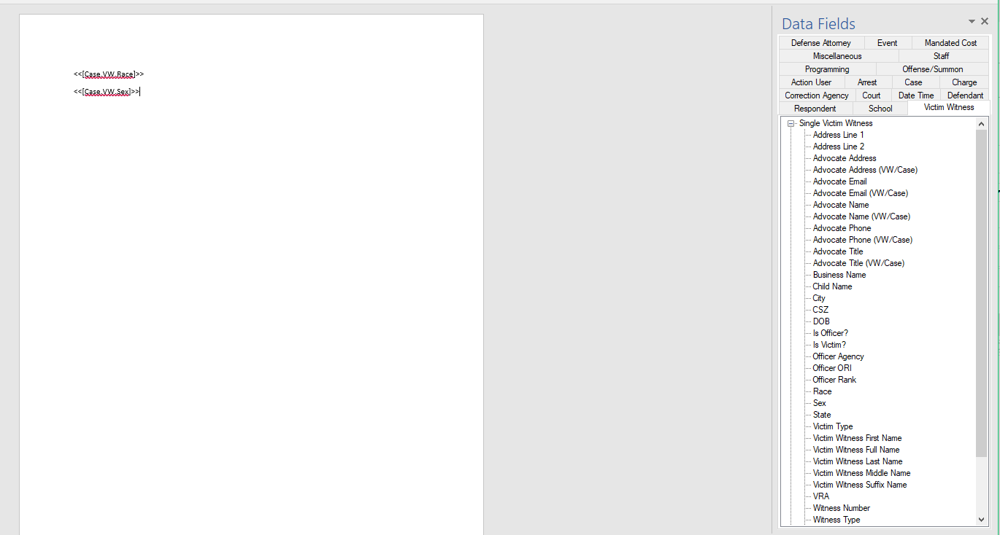 Data Fields
<<[Case.VW.Race]>>
<<[Case.VW.Sex]>>
Defense Attorney Event Mandated Cost
Miscellaneous Staff
Programming Offense/Summon
Action User Arrest Case Charge
Correction Agency Court Date Time Defendant
Respondent School Victim Witness
Single Victim Witness
Address Line 1
Address Line 2
Advocate Address
Advocate Address (VW/Case)
Advocate Email
Advocate Email (VW/Case)
Advocate Name
Advocate Name (VW/Case)
Advocate Phone
Advocate Phone (VW/Case)
Advocate Title
Advocate Title (VW/Case)
Business Name
Child Name
City
CSZ
DOB
Is Officer?
Is Victim?
Officer Agency
Officer ORI
Officer Rank
Race
Sex
State
Victim Type
Victim Witness First Name
Victim Witness Full Name
Victim Witness Last Name
Victim Witness Middle Name
Victim Witness Suffix Name
VRA
Witness Number
Witness Type